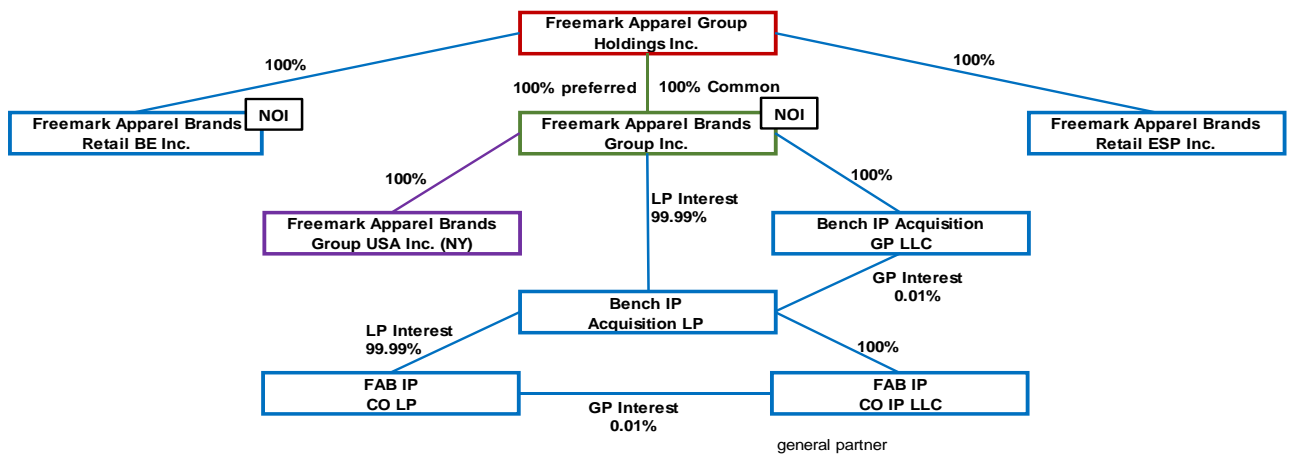 Freemark Apparel Group
Holdings Inc.
100%
100% preferred
100% Common
100%
Freemark Apparel Brands
Retail BE Inc.
NOI
Freemark Apparel Brands
Group Inc.
NOI
Freemark Apparel Brands
Retail ESP Inc.
100%
LP Interest
99.99%
100%
Freemark Apparel Brands
Group USA Inc. (NY)
Bench IP Acquisition
GP LLC
GP Interest
0.01%
Bench IP
Acquisition LP
LP Interest
99.99%
100%
FAB IP
CO LP
GP Interest
0.01%
FAB IP
CO IP LLC
general partner